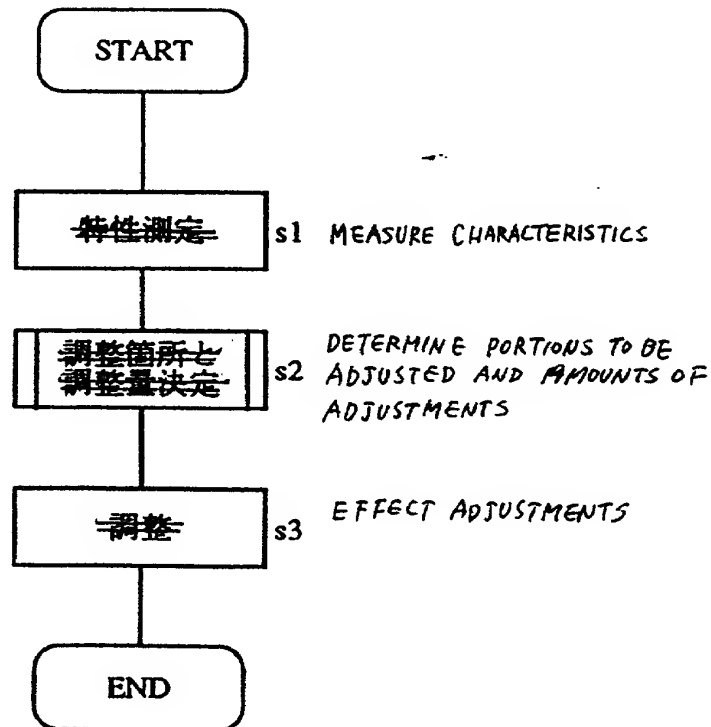 START
特性測定
s1 MEASURE CHARACTERISTICS
調整箇所と
調整量決定
s2
DETERMINE PORTIONS TO BE
ADJUSTED AND AMOUNTS OF
ADJUSTMENTS
調整
s3
EFFECT ADJUSTMENTS
END